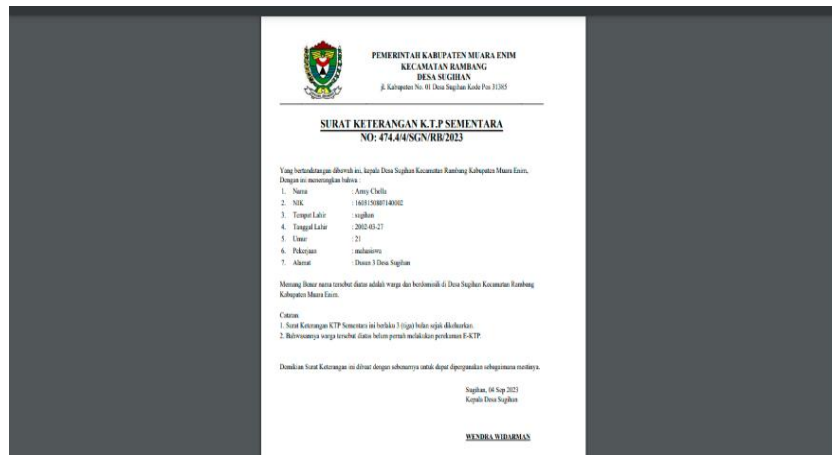 PEMERINTAH KABUPATEN MUARA ENIM
KECAMATAN RAMBANG
DESA SUGIHAN
jl. Kabupaten No. 01 Desa Sugihan Kode Pos 31385
SURAT KETERANGAN K.T.P SEMENTARA
NO: 474.4/4/SGN/RB/2023
Yang bertandatangan dibawah ini, kepala Desa Sugihan Kecamatan Rambang Kabupaten Muara Enim,
Dengan ini menerangkan bahwa :
1. Nama : Army Chella
2. NIK : 1603150807140002
3. Tempat Lahir : sugihan
4. Tanggal Lahir : 2002-03-27
5. Umur : 21
6. Pekerjaan : mahasiswa
7. Alamat : Dusun 3 Desa Sugihan
Memang Benar nama tersebut diatas adalah warga dan berdomisili di Desa Sugihan Kecamatan Rambang
Kabupaten Muara Enim.
Catatan
1. Surat Keterangan KTP Sementara ini berlaku 3 (tiga) bulan sejak dikeluarkan.
2. Bahwasannya warga tersebut diatas belum pernah melakukan perekaman E-KTP.
Demikian Surat Keterangan ini dibuat dengan sebenarnya untuk dapat dipergunakan sebagaimana mestinya.
Sugihan, 04 Sep 2023
Kepala Desa Sugihan
WENDRA WIDARMAN